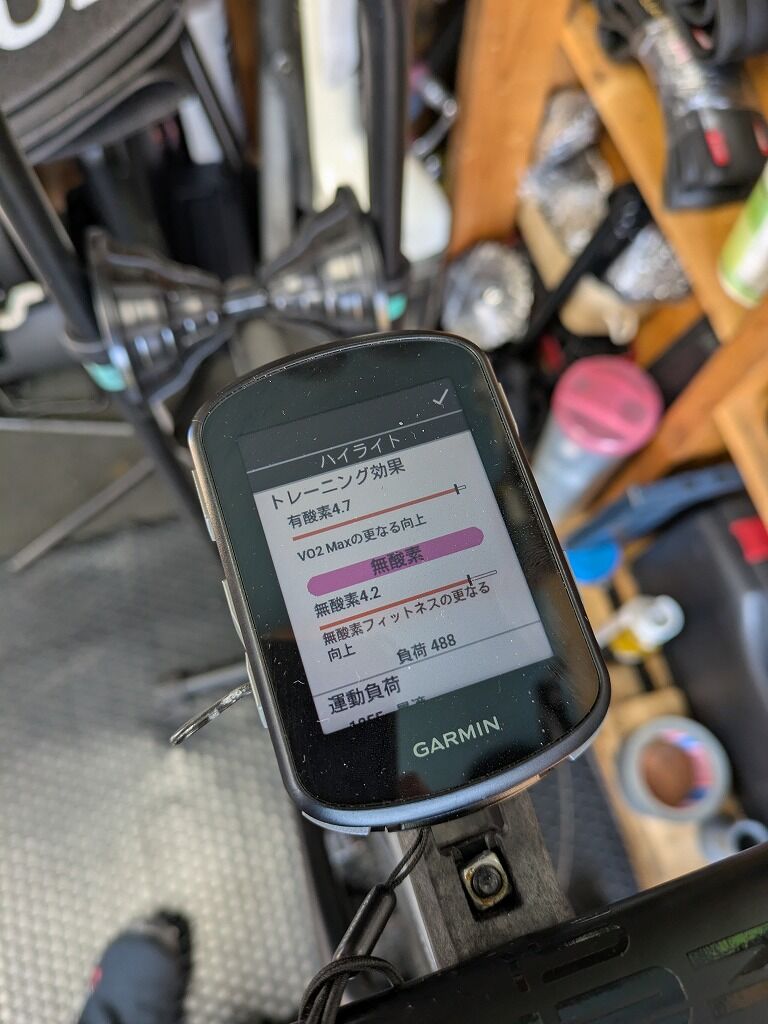 ハイライト
トレーニング効果
有酸素4.7
VO2 Maxの更なる向上
無酸素
無酸素4.2
無酸素フィットネスの更なる
向上
負荷 488
運動負荷
GARMIN